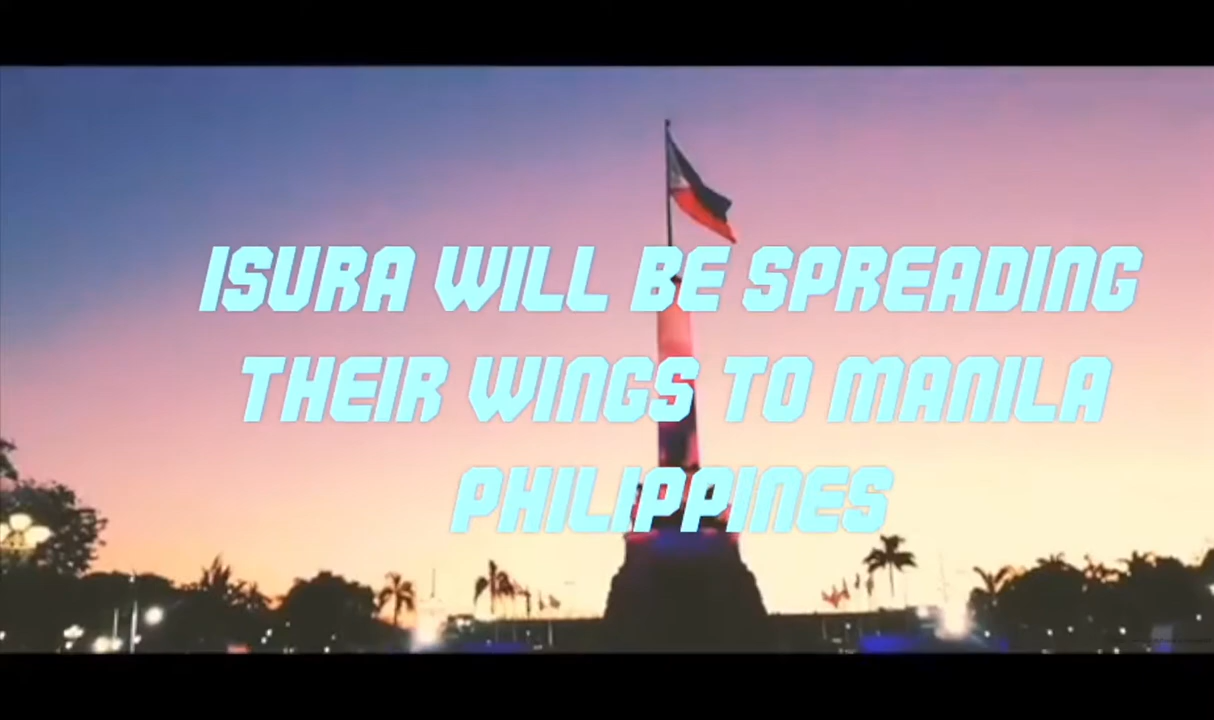 ISURA WILL BE SPREADING
THEIR WINGS TO MANILA
PHILIPPINES